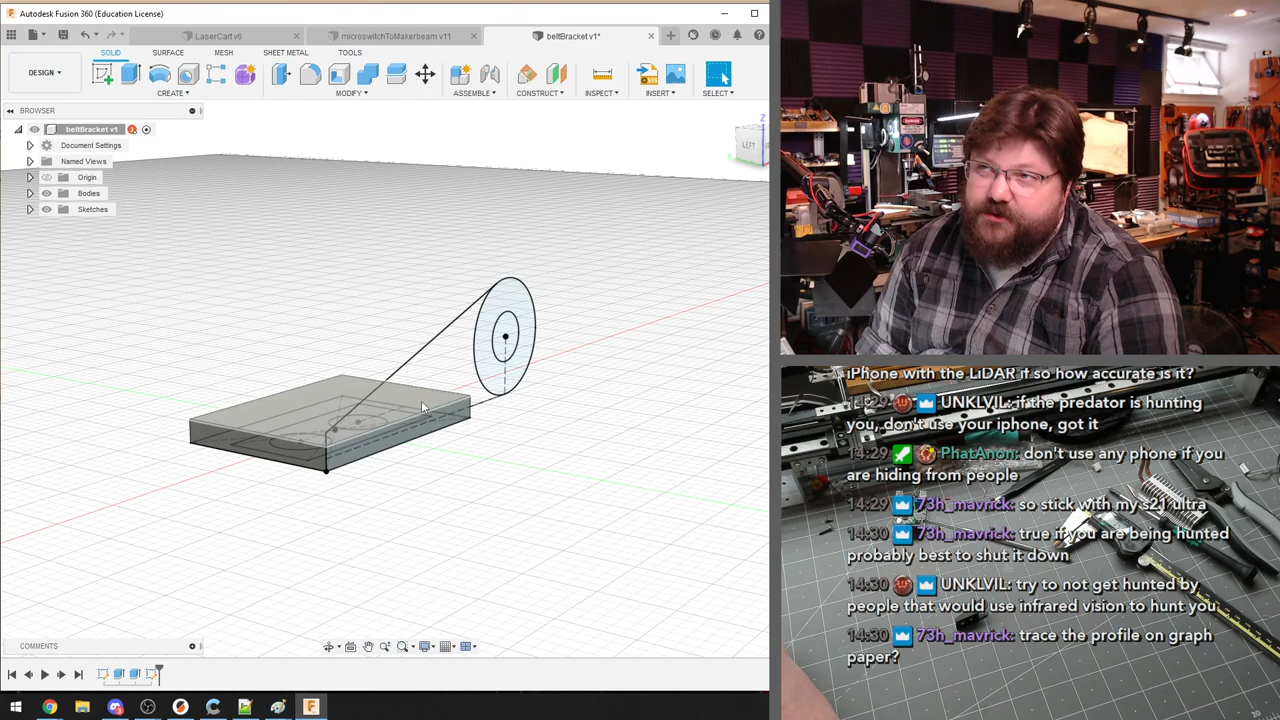 Autodesk Fusion 360 (Education License)
LaserCart v6
microswitchToMakerbeam v11
beltBracket v1*
DESIGN
SOLID
SURFACE
MESH
SHEET METAL
TOOLS
CREATE
MODIFY
ASSEMBLE
CONSTRUCT
INSPECT
INSERT
SELECT
BROWSER
beltBracket v1
Document Settings
Named Views
Origin
Bodies
Sketches
Z
LEFT
COMMENTS
DANGER
iPhone with the LiDAR if so how accurate is it?
14:29 UNKLVIL: if the predator is hunting
you, don't use your iphone, got it
14:29 PhatAnon: don't use any phone if you
are hiding from people
14:29 73h_mavrick: so stick with my s21 ultra
14:30 73h_mavrick: true if you are being hunted
probably best to shut it down
14:30 UNKLVIL: try to not get hunted by
people that would use infrared vision to hunt you
14:30 73h_mavrick: trace the profile on graph
paper?